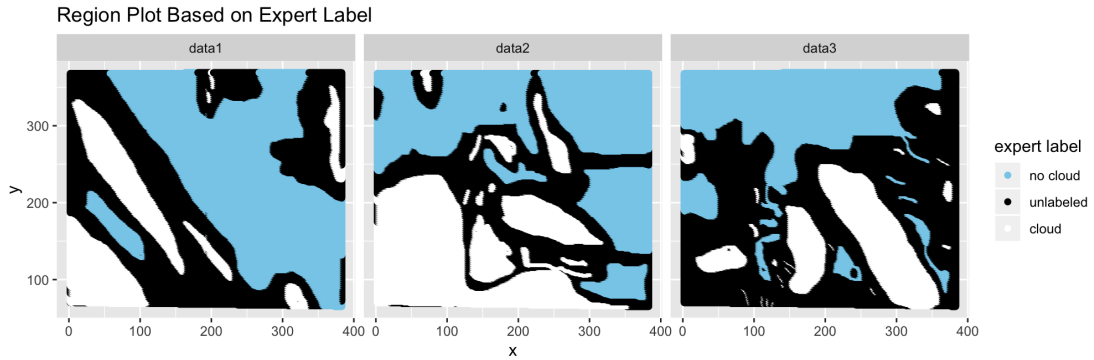 Region Plot Based on Expert Label
data1 data2 data3
y
300
200
100
0 100 200 300 400 0 100 200 300 400 0 100 200 300 400
x
expert label
no cloud
unlabeled
cloud